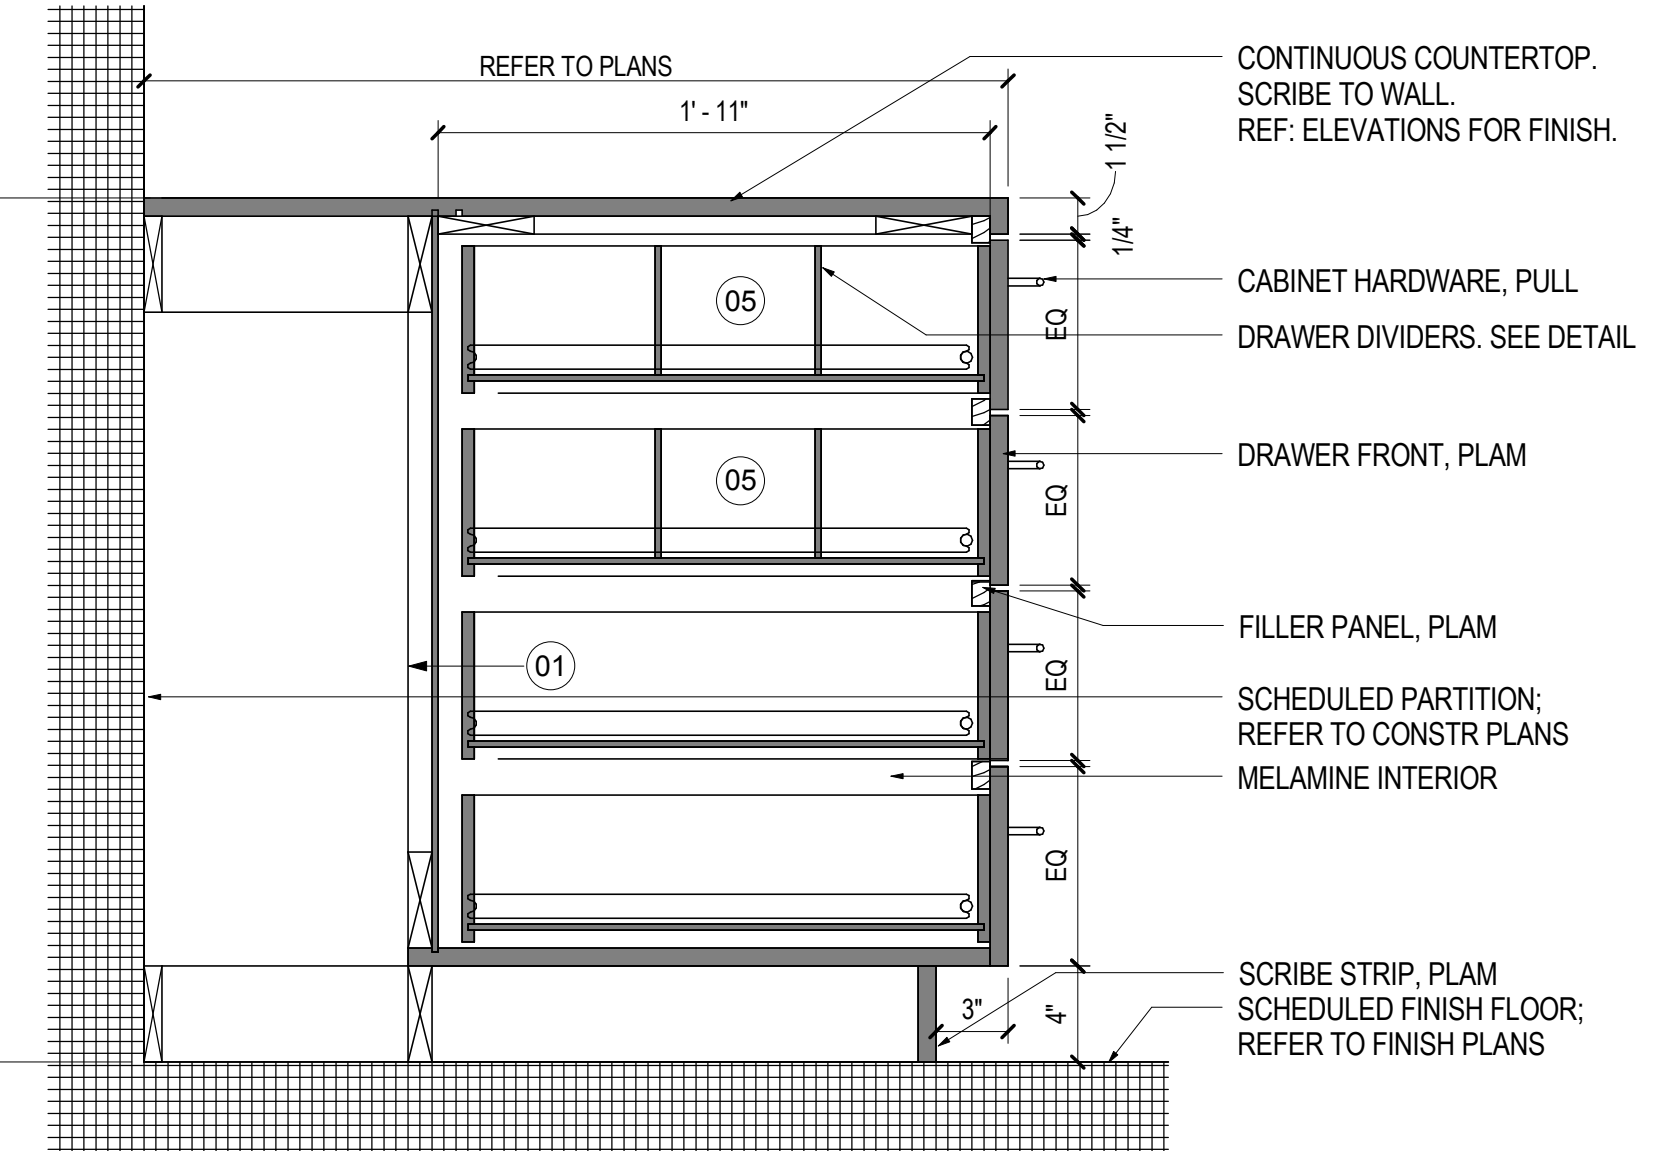 REFER TO PLANS
1' - 11"
CONTINUOUS COUNTERTOP.
SCRIBE TO WALL.
REF: ELEVATIONS FOR FINISH.
1 1/2"
1/4"
CABINET HARDWARE, PULL
05
EQ
DRAWER DIVIDERS. SEE DETAIL
DRAWER FRONT, PLAM
05
EQ
FILLER PANEL, PLAM
01
EQ
SCHEDULED PARTITION;
REFER TO CONSTR PLANS
MELAMINE INTERIOR
EQ
SCRIBE STRIP, PLAM
3"
4"
SCHEDULED FINISH FLOOR;
REFER TO FINISH PLANS